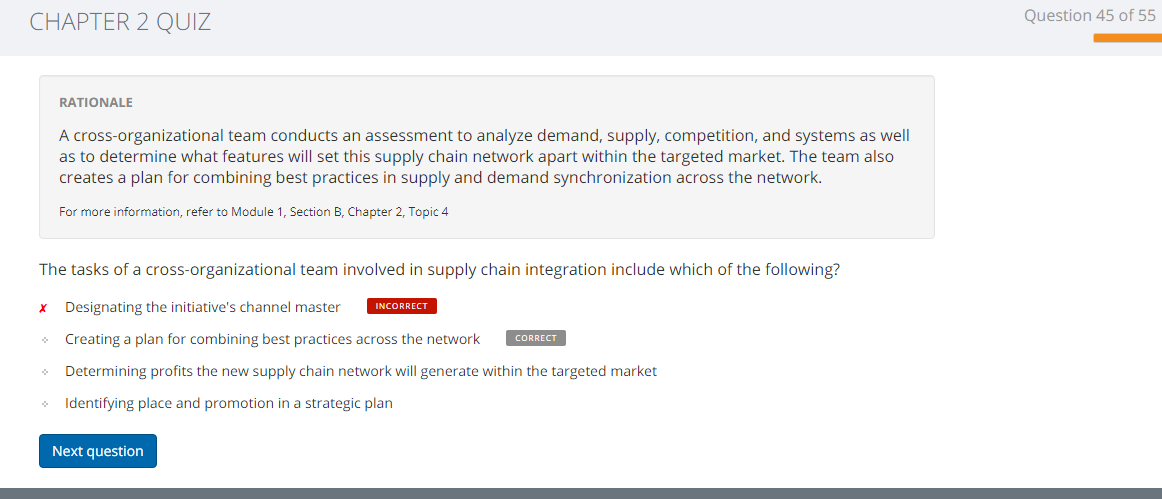 CHAPTER 2 QUIZ
Question 45 of 55
RATIONALE
A cross-organizational team conducts an assessment to analyze demand, supply, competition, and systems as well
as to determine what features will set this supply chain network apart within the targeted market. The team also
creates a plan for combining best practices in supply and demand synchronization across the network.
For more information, refer to Module 1, Section B, Chapter 2, Topic 4
The tasks of a cross-organizational team involved in supply chain integration include which of the following?
Designating the initiative's channel master INCORRECT
Creating a plan for combining best practices across the network CORRECT
Determining profits the new supply chain network will generate within the targeted market
Identifying place and promotion in a strategic plan
Next question